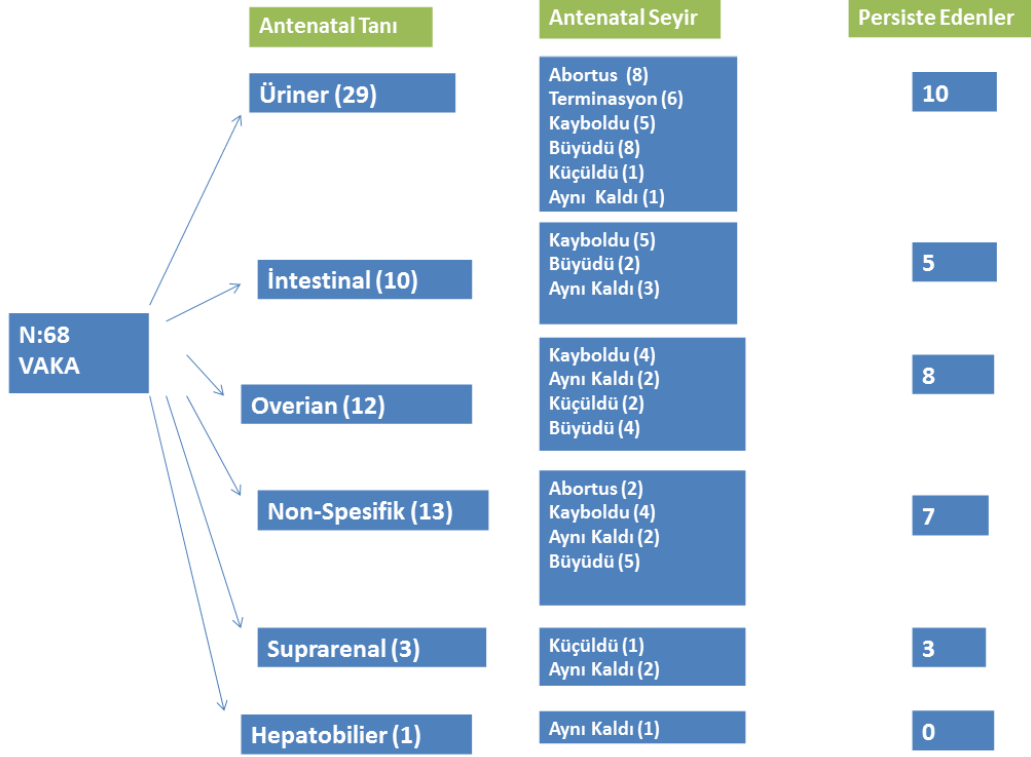 Antenatal Tanı
Antenatal Seyir
Persiste Edenler
N:68
VAKA
Üriner (29)
Abortus (8)
Terminasyon (6)
Kayboldu (5)
Büyüdü (8)
Küçüldü (1)
Aynı Kaldı (1)
10
İntestinal (10)
Kayboldu (5)
Büyüdü (2)
Aynı Kaldı (3)
5
Overian (12)
Kayboldu (4)
Aynı Kaldı (2)
Küçüldü (2)
Büyüdü (4)
8
Non-Spesifik (13)
Abortus (2)
Kayboldu (4)
Aynı Kaldı (2)
Büyüdü (5)
7
Suprarenal (3)
Küçüldü (1)
Aynı Kaldı (2)
3
Hepatobilier (1)
Aynı Kaldı (1)
0